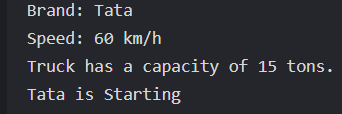 Brand: Tata
Speed: 60 km/h
Truck has a capacity of 15 tons.
Tata is Starting